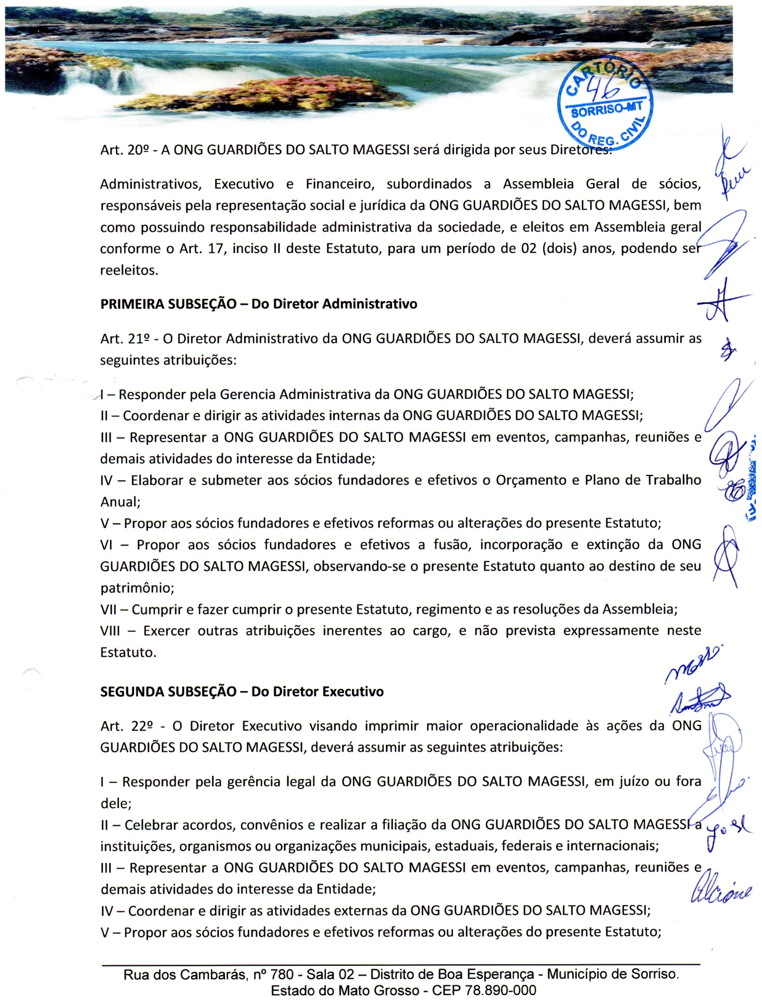 CARTÓRIO
46
SORRISO-MT
DO REG. CIVIL
Art. 20º - A ONG GUARDIÕES DO SALTO MAGESSI será dirigida por seus Diretores:
Administrativos, Executivo e Financeiro, subordinados a Assembleia Geral de sócios,
responsáveis pela representação social e jurídica da ONG GUARDIÕES DO SALTO MAGESSI, bem
como possuindo responsabilidade administrativa da sociedade, e eleitos em Assembleia geral
conforme o Art. 17, inciso II deste Estatuto, para um período de 02 (dois) anos, podendo ser
reeleitos.
PRIMEIRA SUBSEÇÃO – Do Diretor Administrativo
Art. 21º - O Diretor Administrativo da ONG GUARDIÕES DO SALTO MAGESSI, deverá assumir as
seguintes atribuições:
I – Responder pela Gerencia Administrativa da ONG GUARDIÕES DO SALTO MAGESSI;
II – Coordenar e dirigir as atividades internas da ONG GUARDIÕES DO SALTO MAGESSI;
III – Representar a ONG GUARDIÕES DO SALTO MAGESSI em eventos, campanhas, reuniões e
demais atividades do interesse da Entidade;
IV – Elaborar e submeter aos sócios fundadores e efetivos o Orçamento e Plano de Trabalho
Anual;
V – Propor aos sócios fundadores e efetivos reformas ou alterações do presente Estatuto;
VI – Propor aos sócios fundadores e efetivos a fusão, incorporação e extinção da ONG
GUARDIÕES DO SALTO MAGESSI, observando-se o presente Estatuto quanto ao destino de seu
patrimônio;
VII – Cumprir e fazer cumprir o presente Estatuto, regimento e as resoluções da Assembleia;
VIII – Exercer outras atribuições inerentes ao cargo, e não prevista expressamente neste
Estatuto.
SEGUNDA SUBSEÇÃO – Do Diretor Executivo
Art. 22º - O Diretor Executivo visando imprimir maior operacionalidade às ações da ONG
GUARDIÕES DO SALTO MAGESSI, deverá assumir as seguintes atribuições:
I – Responder pela gerência legal da ONG GUARDIÕES DO SALTO MAGESSI, em juízo ou fora
dele;
II – Celebrar acordos, convênios e realizar a filiação da ONG GUARDIÕES DO SALTO MAGESSI a
instituições, organismos ou organizações municipais, estaduais, federais e internacionais;
III – Representar a ONG GUARDIÕES DO SALTO MAGESSI em eventos, campanhas, reuniões e
demais atividades do interesse da Entidade;
Alcione
IV – Coordenar e dirigir as atividades externas da ONG GUARDIÕES DO SALTO MAGESSI;
V – Propor aos sócios fundadores e efetivos reformas ou alterações do presente Estatuto;
Rua dos Cambarás, nº 780 - Sala 02 – Distrito de Boa Esperança - Município de Sorriso.
Estado do Mato Grosso - CEP 78.890-000